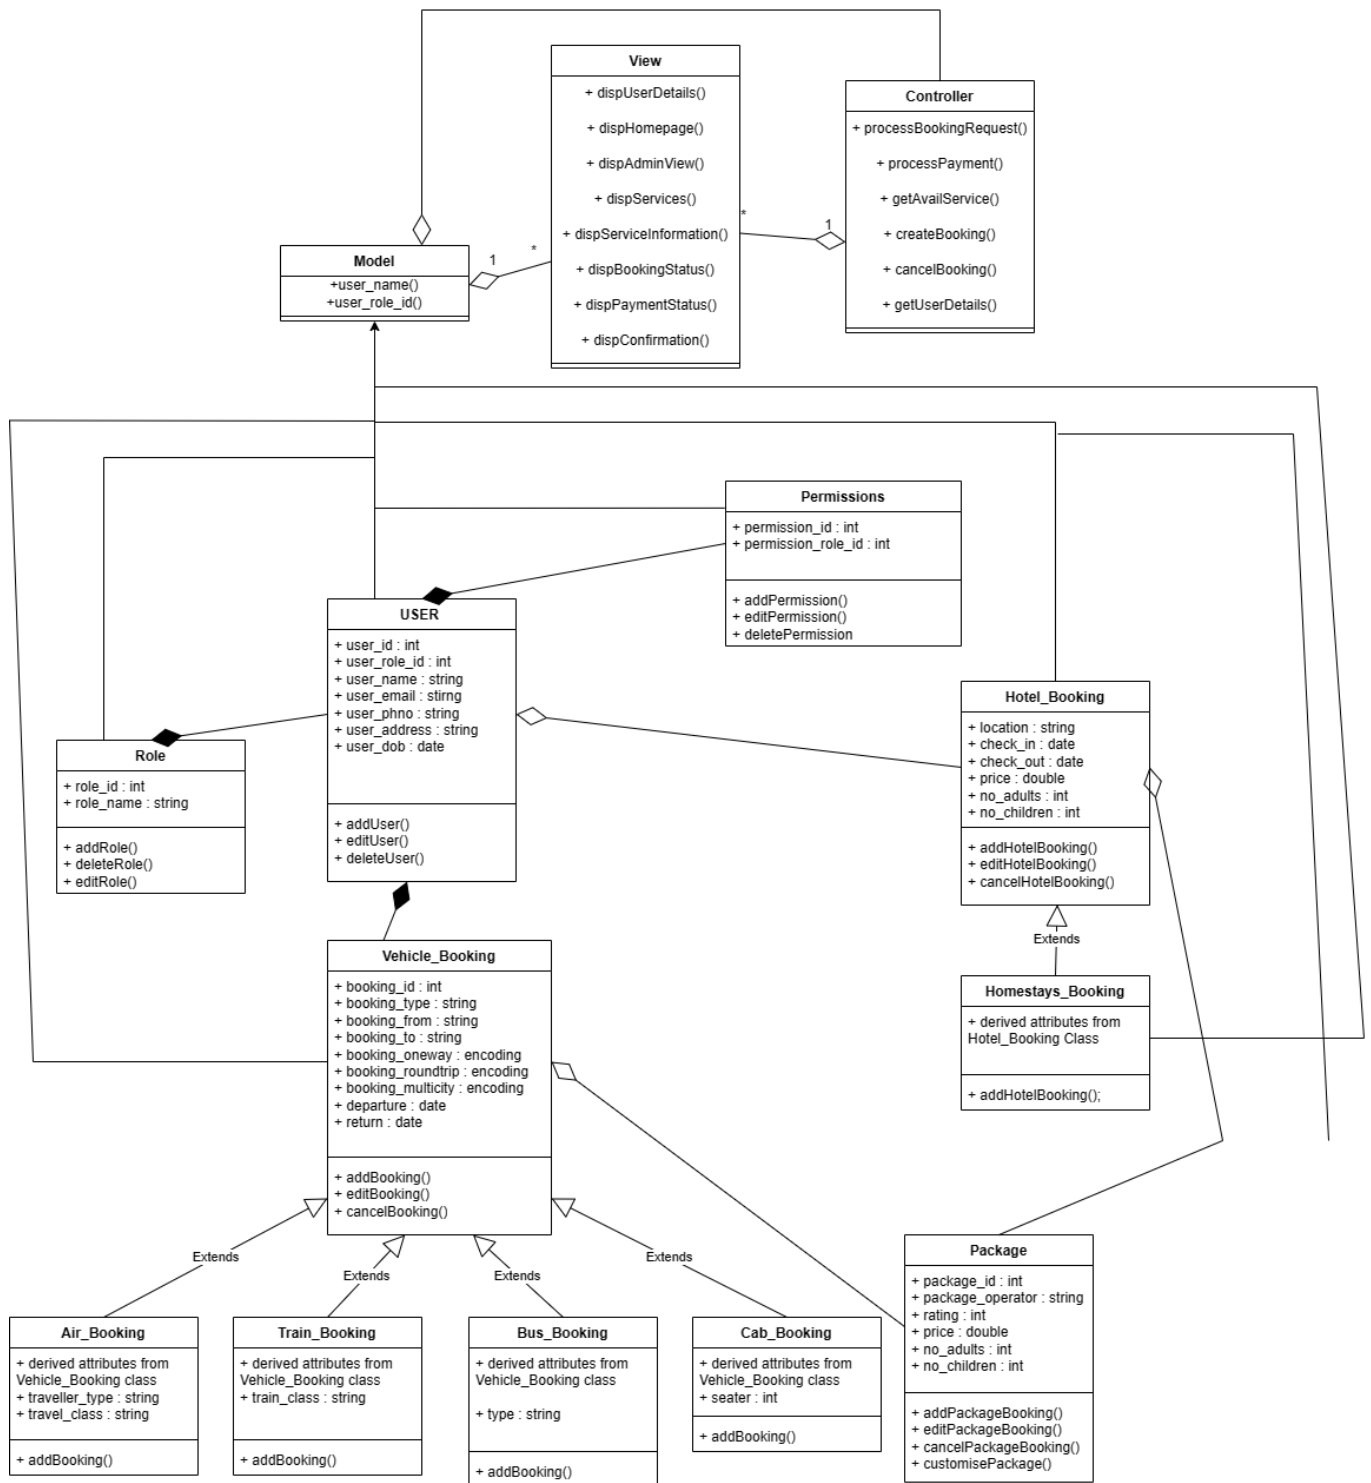 View
+ dispUserDetails()
+ dispHomepage()
+ dispAdminView()
+ dispServices()
+ dispServiceInformation()
+ dispBookingStatus()
+ dispPaymentStatus()
+ dispConfirmation()
Controller
+ processBookingRequest()
+ processPayment()
+ getAvailService()
+ createBooking()
+ cancelBooking()
+ getUserDetails()
*
1
Model
+user_name()
+user_role_id()
1
*
Permissions
+ permission_id : int
+ permission_role_id : int
+ addPermission()
+ editPermission()
+ deletePermission
USER
+ user_id : int
+ user_role_id : int
+ user_name : string
+ user_email : stirng
+ user_phno : string
+ user_address : string
+ user_dob : date
+ addUser()
+ editUser()
+ deleteUser()
Role
+ role_id : int
+ role_name : string
+ addRole()
+ deleteRole()
+ editRole()
Hotel_Booking
+ location : string
+ check_in : date
+ check_out : date
+ price : double
+ no_adults : int
+ no_children : int
+ addHotelBooking()
+ editHotelBooking()
+ cancelHotelBooking()
Extends
Homestays_Booking
+ derived attributes from
Hotel_Booking Class
+ addHotelBooking();
Vehicle_Booking
+ booking_id : int
+ booking_type : string
+ booking_from : string
+ booking_to : string
+ booking_oneway : encoding
+ booking_roundtrip : encoding
+ booking_multicity : encoding
+ departure : date
+ return : date
+ addBooking()
+ editBooking()
+ cancelBooking()
Extends
Extends
Extends
Extends
Air_Booking
+ derived attributes from
Vehicle_Booking class
+ traveller_type : string
+ travel_class : string
+ addBooking()
Train_Booking
+ derived attributes from
Vehicle_Booking class
+ train_class : string
+ addBooking()
Bus_Booking
+ derived attributes from
Vehicle_Booking class
+ type : string
+ addBooking()
Cab_Booking
+ derived attributes from
Vehicle_Booking class
+ seater : int
+ addBooking()
Package
+ package_id : int
+ package_operator : string
+ rating : int
+ price : double
+ no_adults : int
+ no_children : int
+ addPackageBooking()
+ editPackageBooking()
+ cancelPackageBooking()
+ customisePackage()